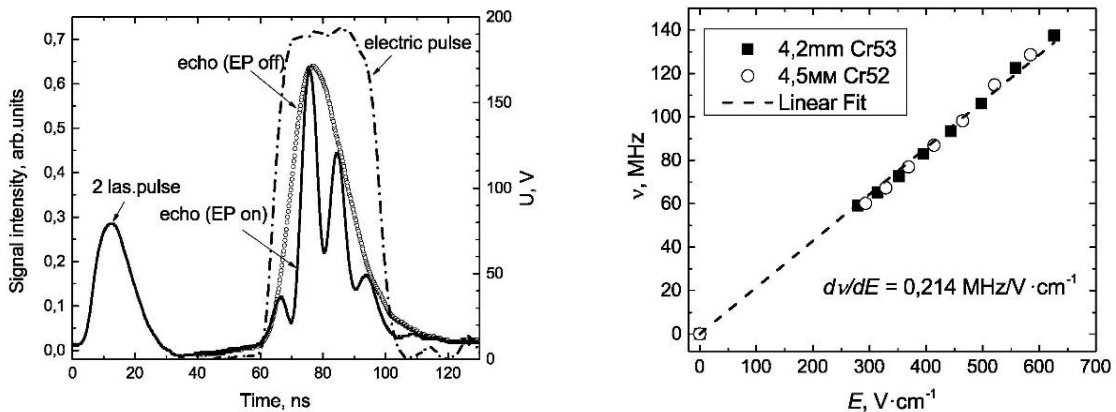 0,7
0,6
0,5
0,4
0,3
0,2
0,1
0,0
Signal intensity, arb.units
200
150
100
50
0
U, V
electric pulse
echo (EP off)
2 las.pulse
echo (EP on)
0 20 40 60 80 100 120
Time, ns
140
120
100
80
60
40
20
0
ν, MHz
4,2mm Cr53
4,5мм Cr52
Linear Fit
dν/dE = 0,214 MHz/V·cm⁻¹
0 100 200 300 400 500 600 700
E, V·cm⁻¹